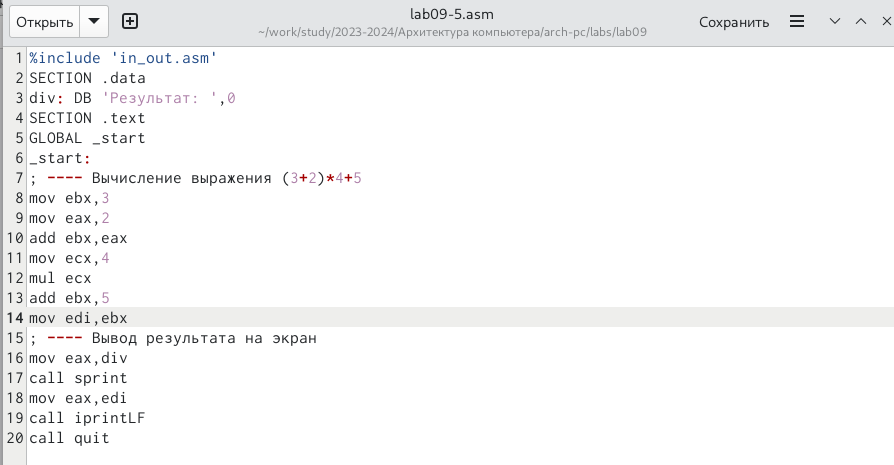 Открыть
lab09-5.asm
~/work/study/2023-2024/Архитектура компьютера/arch-pc/labs/lab09
Сохранить
1 %include 'in_out.asm'
2 SECTION .data
3 div: DB 'Результат: ',0
4 SECTION .text
5 GLOBAL _start
6 _start:
7 ; ---- Вычисление выражения (3+2)*4+5
8 mov ebx,3
9 mov eax,2
10 add ebx,eax
11 mov ecx,4
12 mul ecx
13 add ebx,5
14 mov edi,ebx
15 ; ---- Вывод результата на экран
16 mov eax,div
17 call sprint
18 mov eax,edi
19 call iprintLF
20 call quit